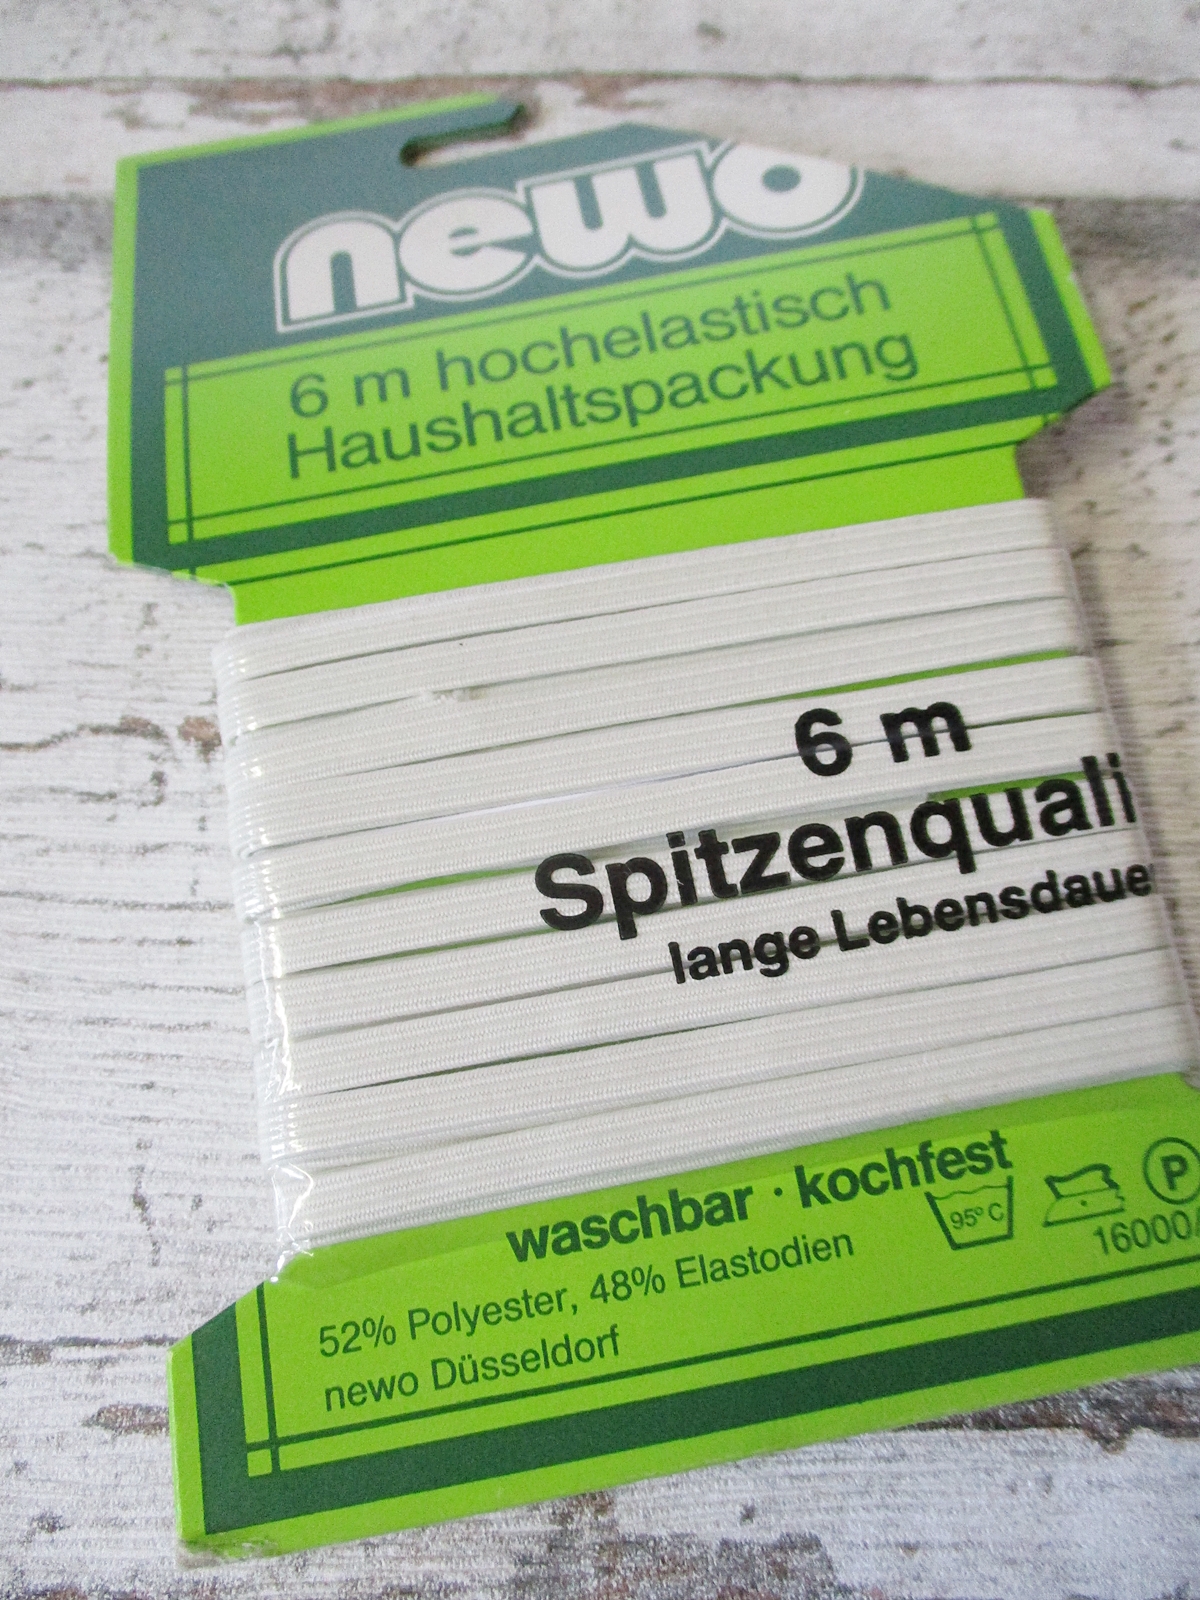 newo
6 m hochelastisch
Haushaltspackung
6 m
Spitzenquali
lange Lebensdaue
waschbar · kochfest
95° C
P
16000/
52% Polyester, 48% Elastodien
newo Düsseldorf